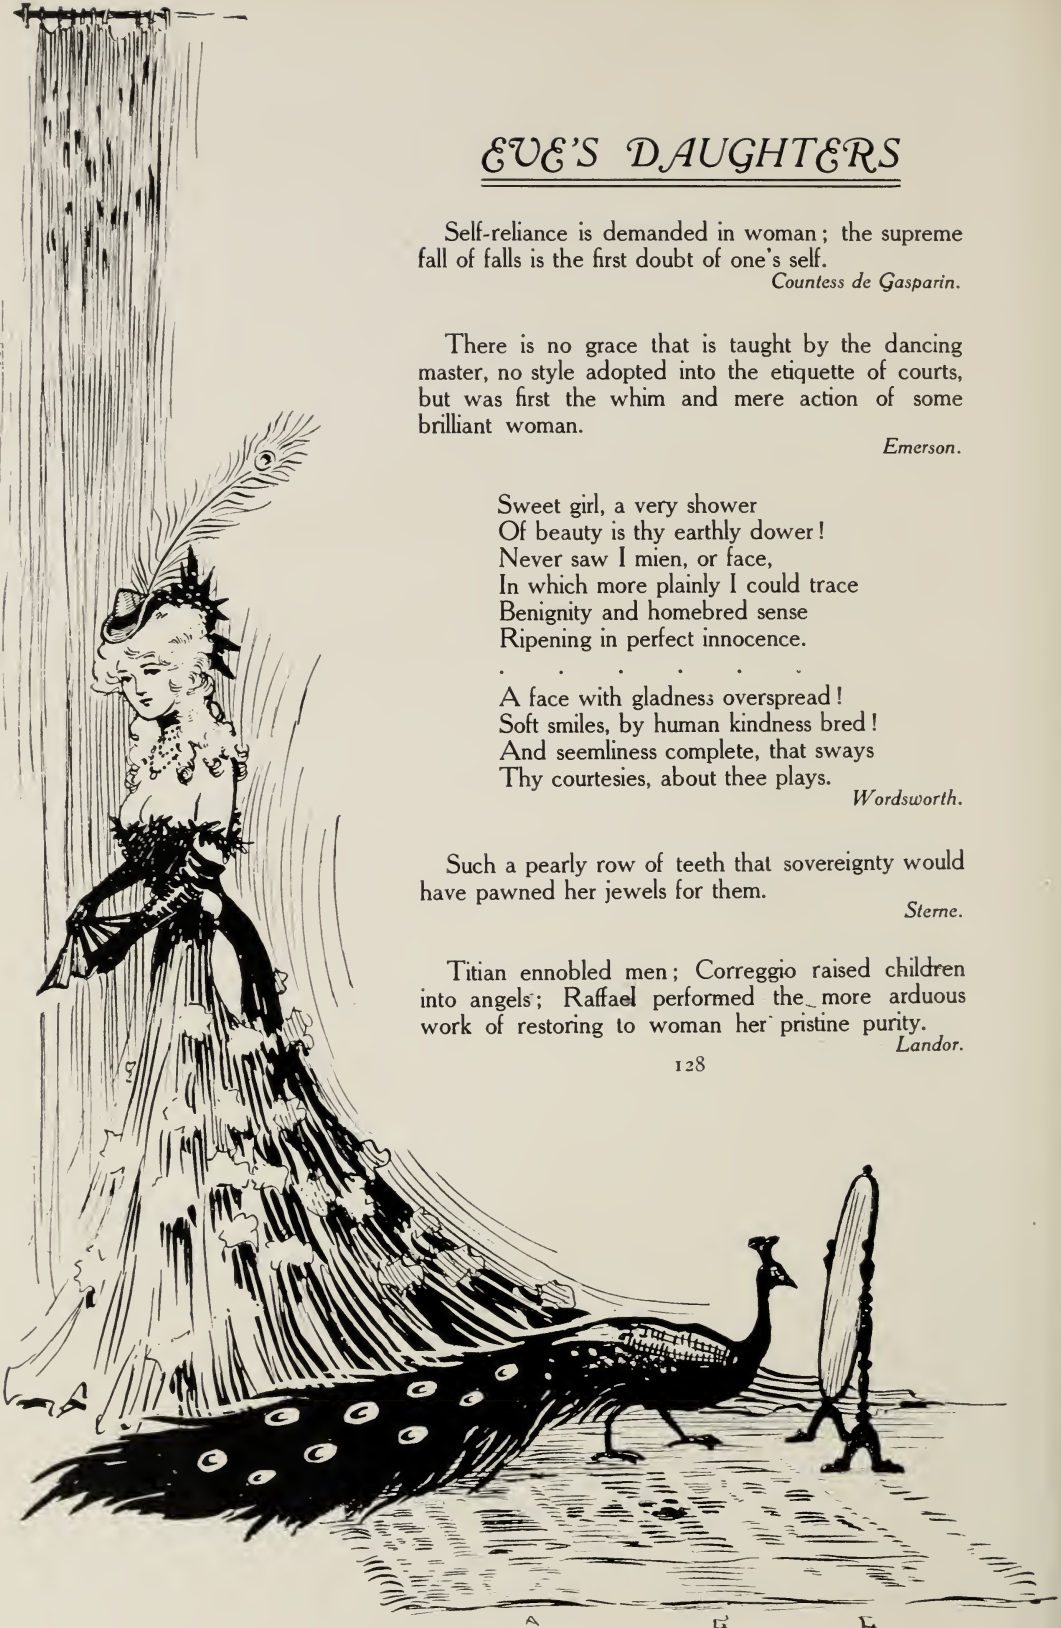 EVE'S DAUGHTERS
Self-reliance is demanded in woman; the supreme
fall of falls is the first doubt of one's self.
Countess de Gasparin.
There is no grace that is taught by the dancing
master, no style adopted into the etiquette of courts,
but was first the whim and mere action of some
brilliant woman.
Emerson.
Sweet girl, a very shower
Of beauty is thy earthly dower!
Never saw I mien, or face,
In which more plainly I could trace
Benignity and homebred sense
Ripening in perfect innocence.
. . . . . .
A face with gladness overspread!
Soft smiles, by human kindness bred!
And seemliness complete, that sways
Thy courtesies, about thee plays.
Wordsworth.
Such a pearly row of teeth that sovereignty would
have pawned her jewels for them.
Sterne.
Titian ennobled men; Correggio raised children
into angels; Raffael performed the more arduous
work of restoring to woman her pristine purity.
Landor.
128